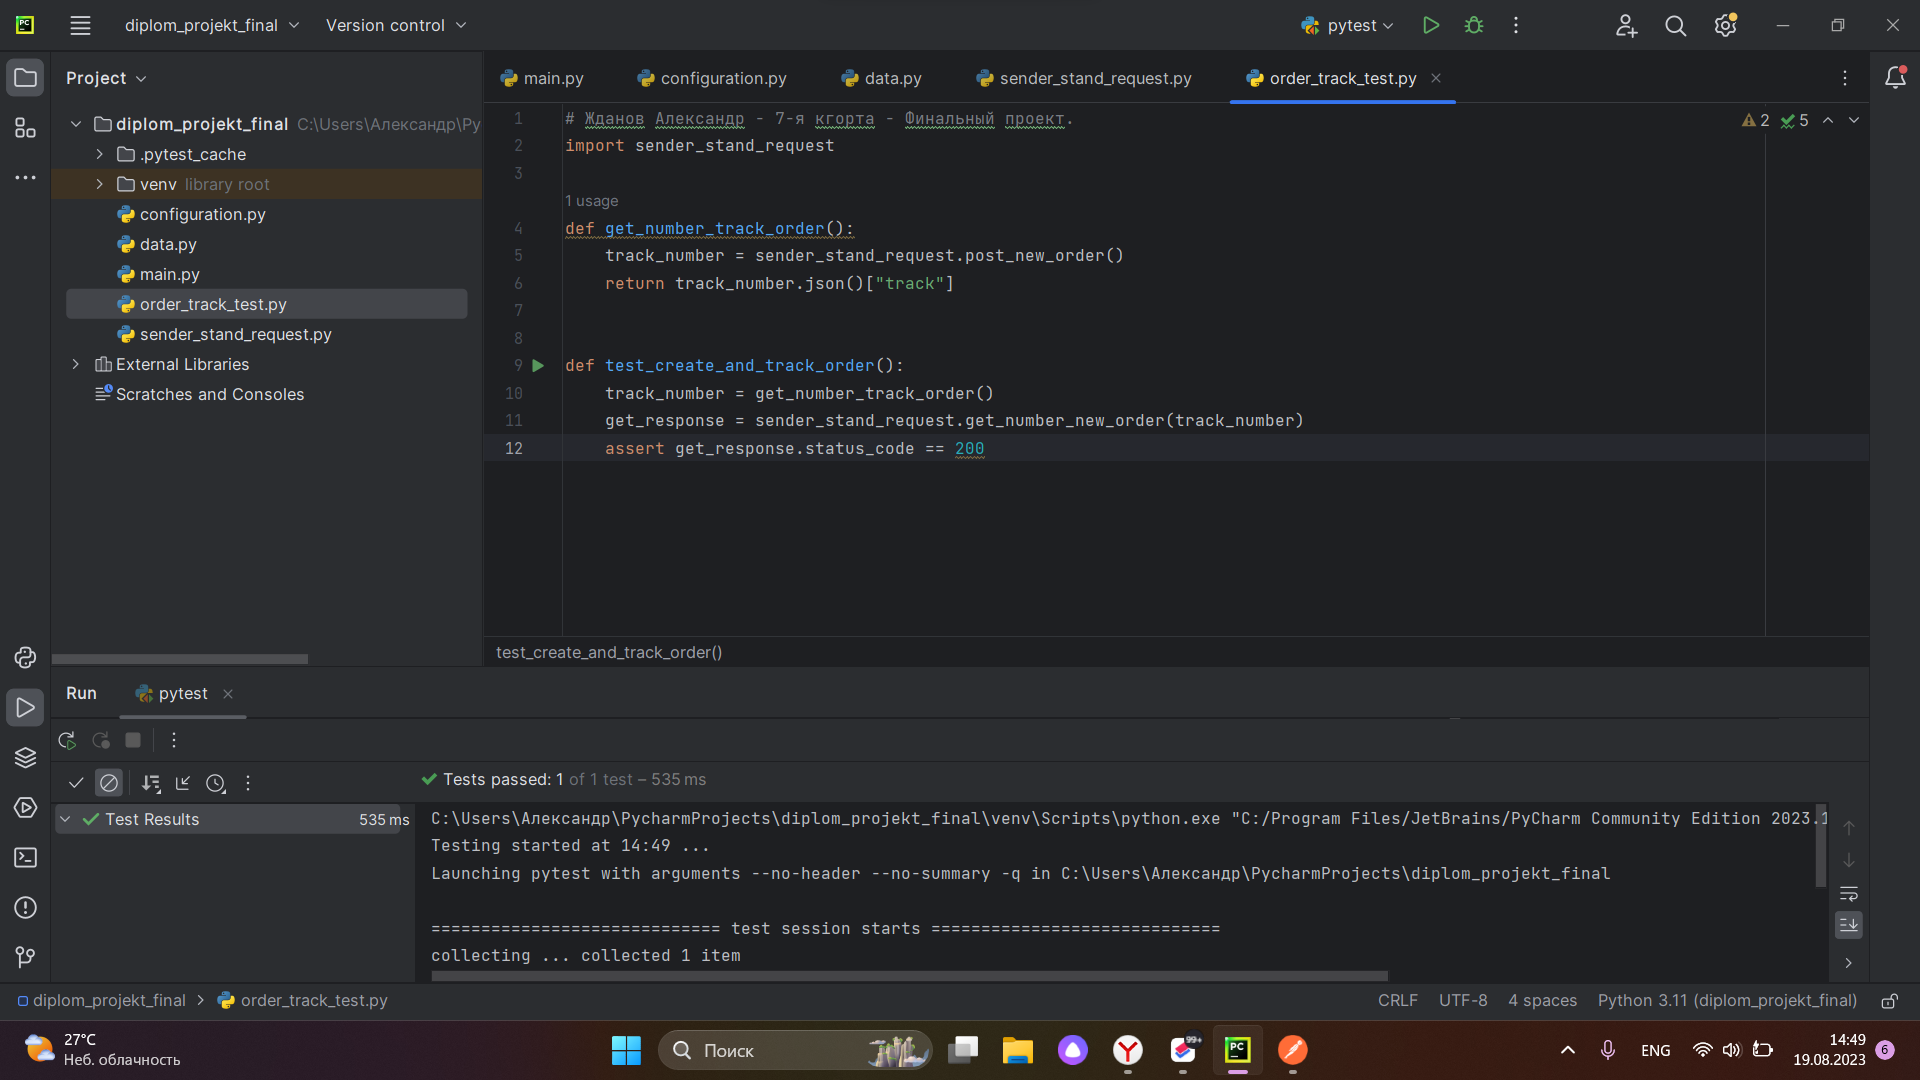 diplom_projekt_final
Version control
pytest
Project
main.py
configuration.py
data.py
sender_stand_request.py
order_track_test.py
diplom_projekt_final C:\Users\Александр\Py
.pytest_cache
venv library root
configuration.py
data.py
main.py
order_track_test.py
sender_stand_request.py
External Libraries
Scratches and Consoles
2 5
1 # Жданов Александр - 7-я кгорта - Финальный проект.
2 import sender_stand_request
3
1 usage
4 def get_number_track_order():
5 track_number = sender_stand_request.post_new_order()
6 return track_number.json()["track"]
7
8
9 def test_create_and_track_order():
10 track_number = get_number_track_order()
11 get_response = sender_stand_request.get_number_new_order(track_number)
12 assert get_response.status_code == 200
test_create_and_track_order()
Run
pytest
Tests passed: 1 of 1 test – 535 ms
Test Results 535 ms
C:\Users\Александр\PycharmProjects\diplom_projekt_final\venv\Scripts\python.exe "C:/Program Files/JetBrains/PyCharm Community Edition 2023.1
Testing started at 14:49 ...
Launching pytest with arguments --no-header --no-summary -q in C:\Users\Александр\PycharmProjects\diplom_projekt_final
============================= test session starts =============================
collecting ... collected 1 item
diplom_projekt_final
order_track_test.py
CRLF UTF-8 4 spaces Python 3.11 (diplom_projekt_final)
27°C
Неб. облачность
Поиск
99+
PC
ENG
14:49
19.08.2023
6